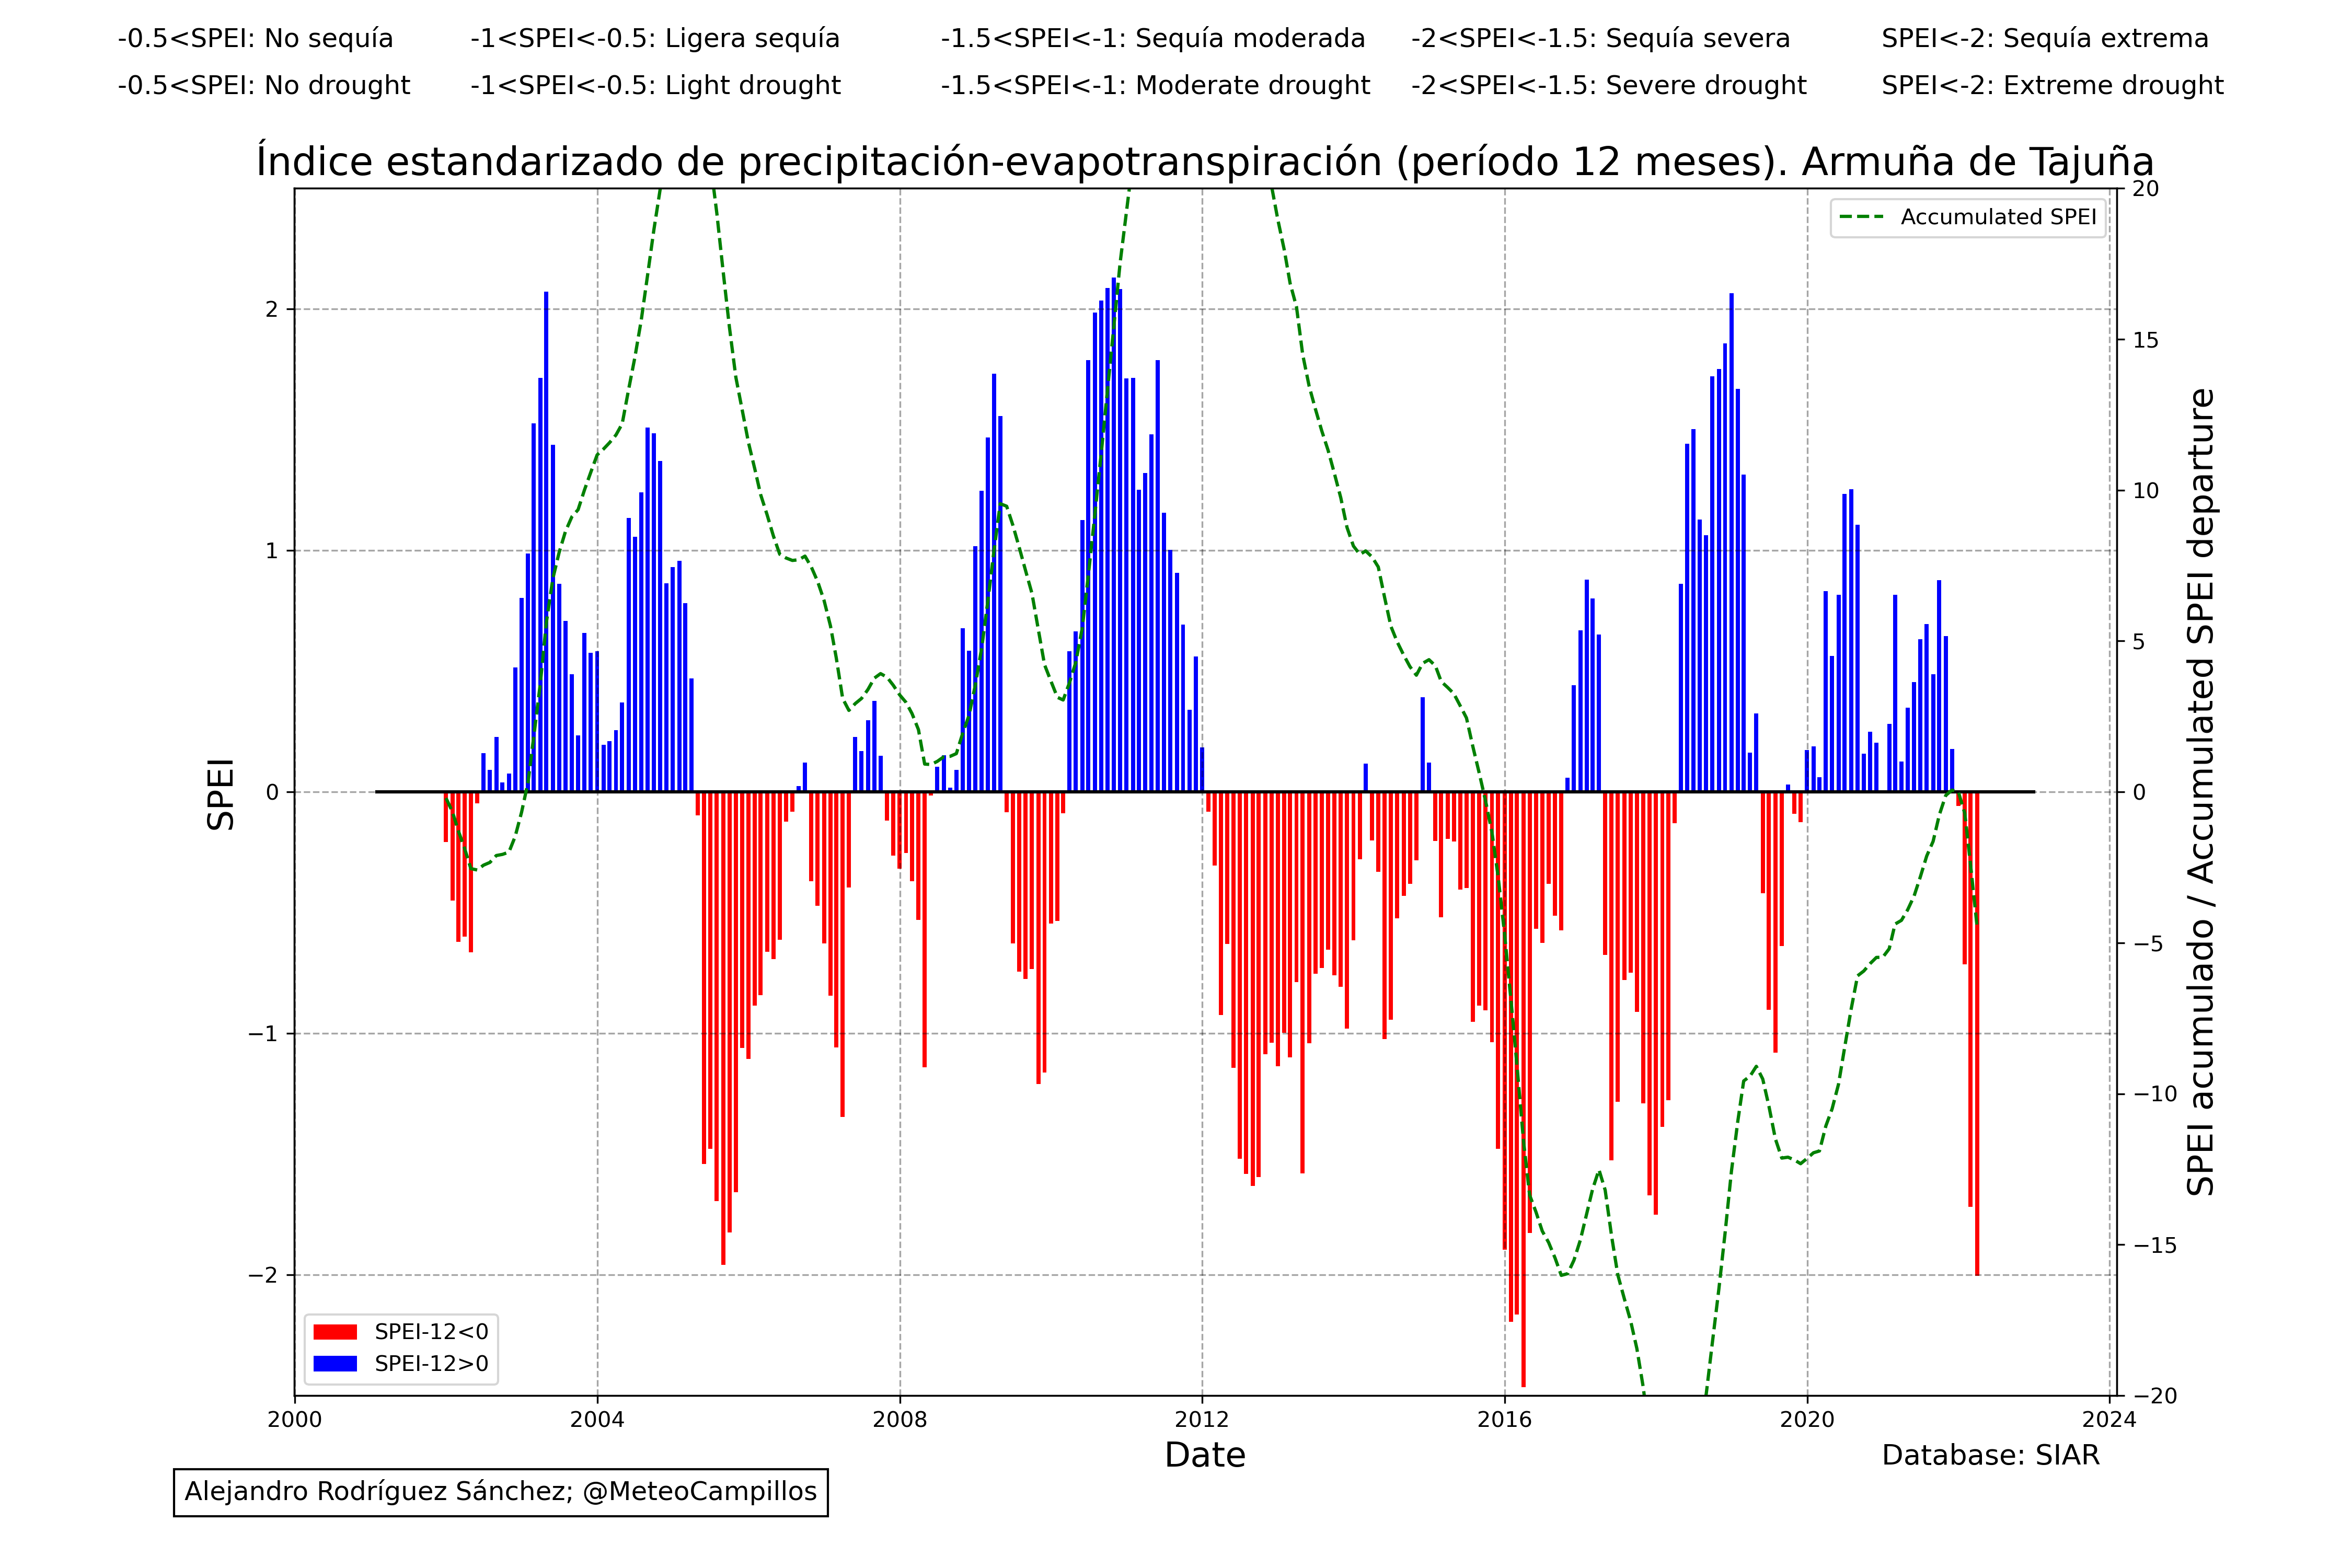 -0.5<SPEI: No sequía -1<SPEI<-0.5: Ligera sequía -1.5<SPEI<-1: Sequía moderada -2<SPEI<-1.5: Sequía severa SPEI<-2: Sequía extrema
-0.5<SPEI: No drought -1<SPEI<-0.5: Light drought -1.5<SPEI<-1: Moderate drought -2<SPEI<-1.5: Severe drought SPEI<-2: Extreme drought
Índice estandarizado de precipitación-evapotranspiración (período 12 meses). Armuña de Tajuña
Accumulated SPEI
SPEI
2
1
0
−1
−2
20
15
10
5
0
−5
−10
−15
−20
SPEI acumulado / Accumulated SPEI departure
SPEI-12<0
SPEI-12>0
2000 2004 2008 2012 2016 2020 2024
Date
Database: SIAR
Alejandro Rodríguez Sánchez; @MeteoCampillos